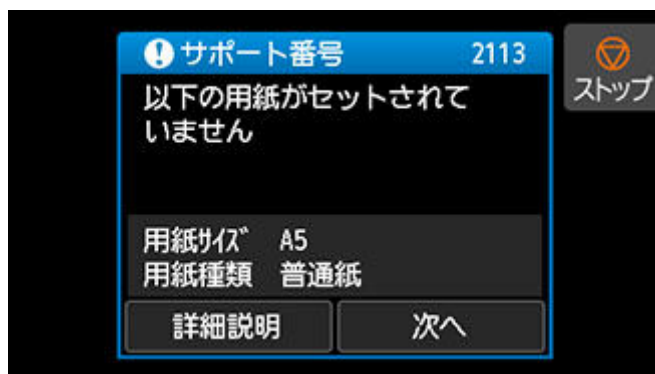 サポート番号 2113
ストップ
以下の用紙がセットされて
いません
用紙ｻｲｽﾞ A5
用紙種類 普通紙
詳細説明 次へ